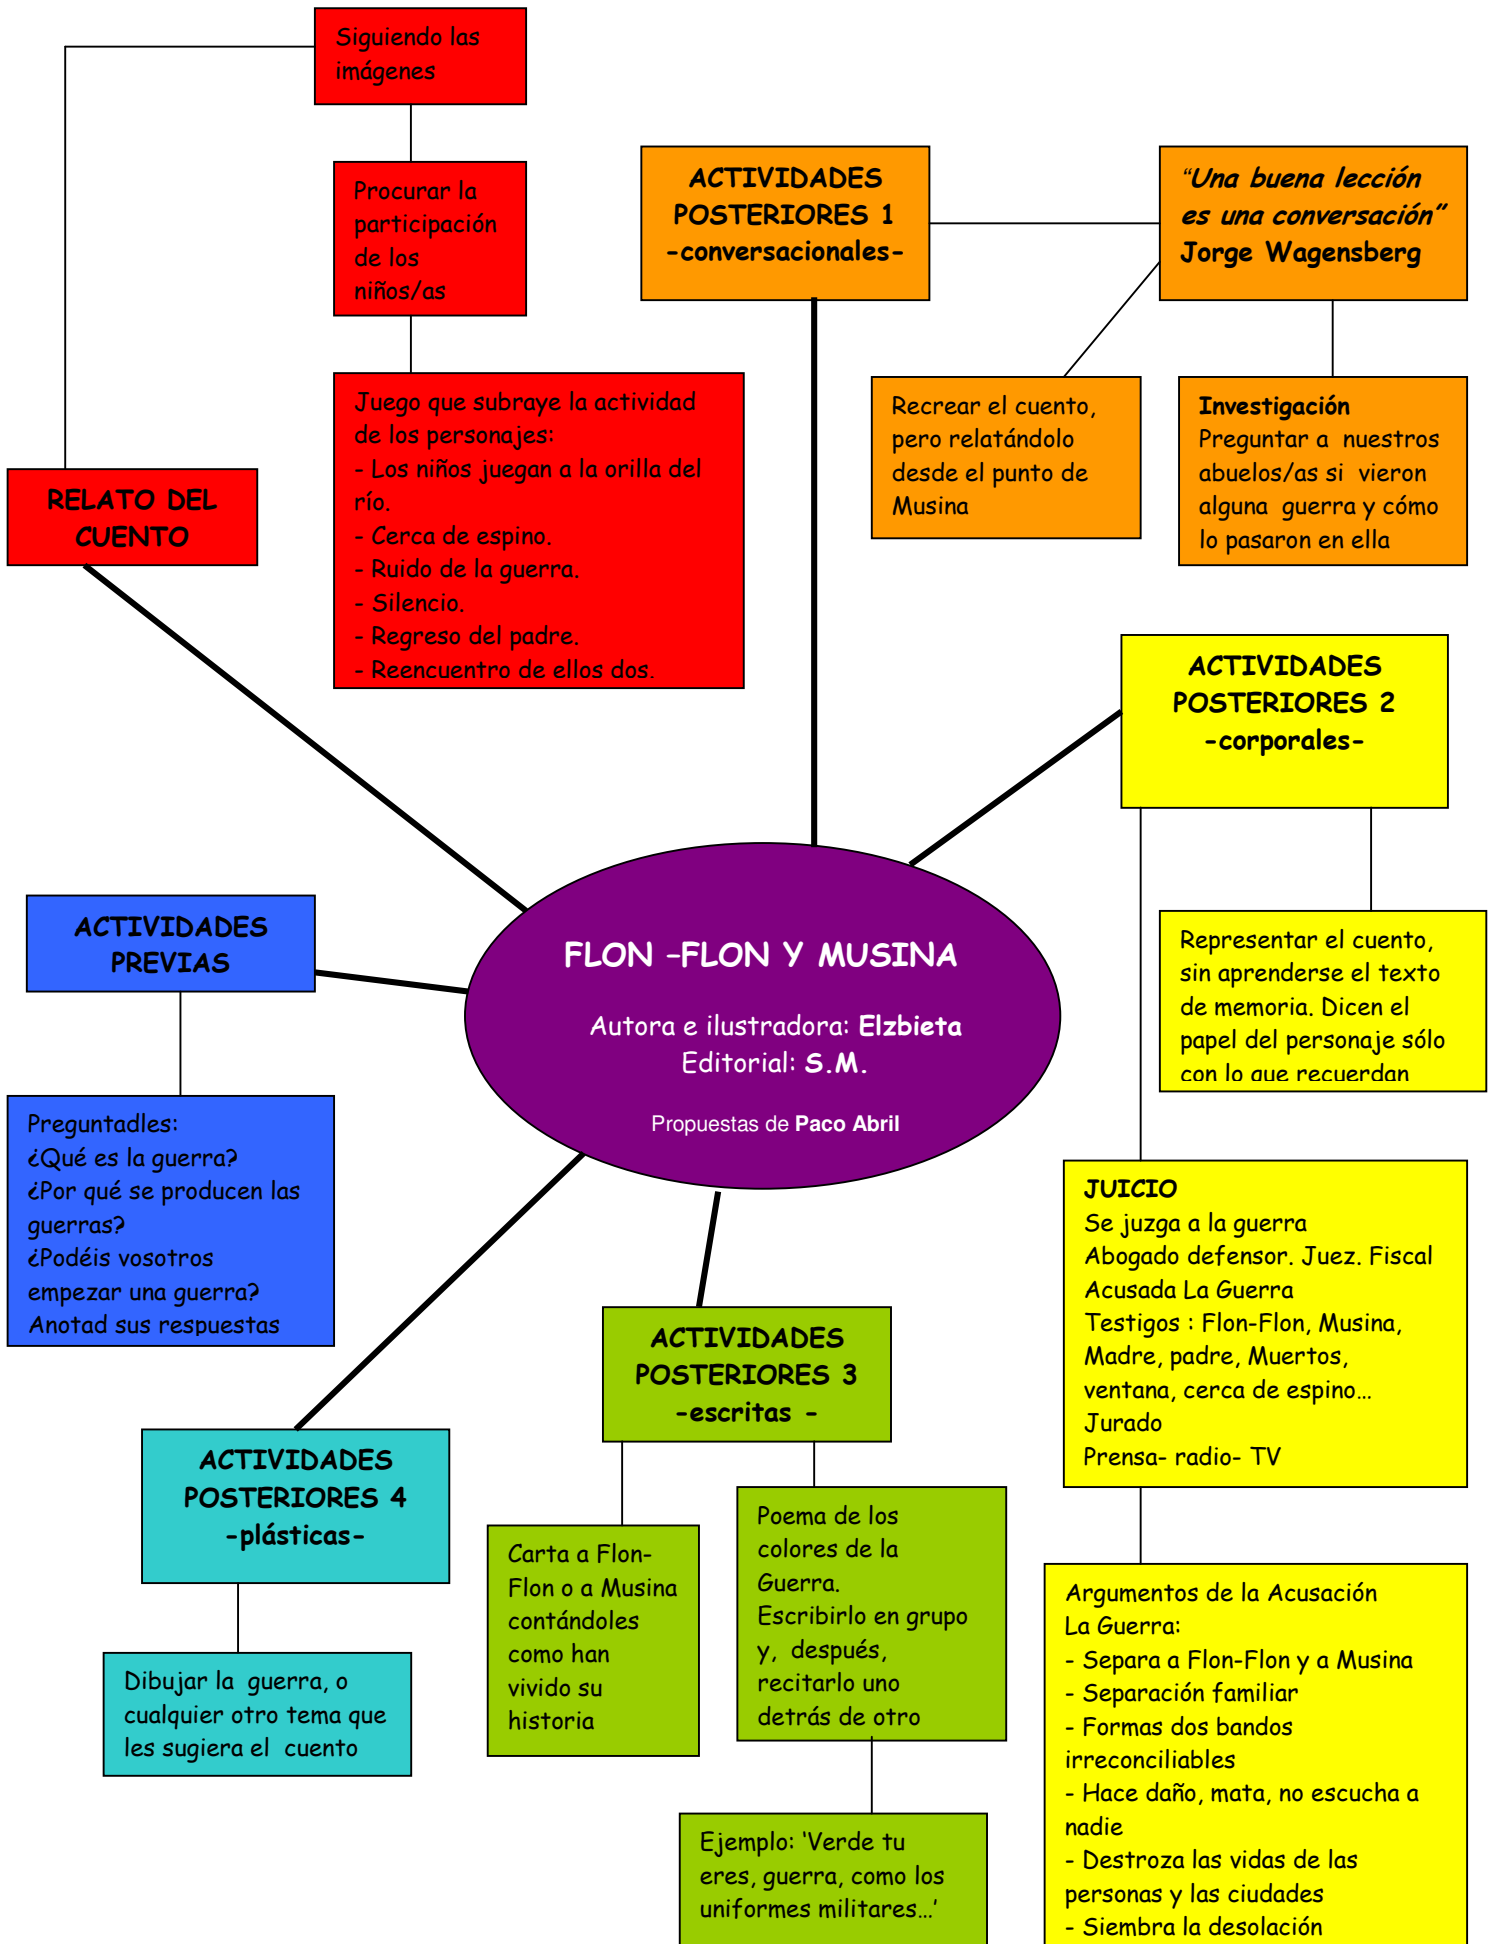 Siguiendo las
imágenes
Procurar la
participación
de los
niños/as
Juego que subraye la actividad
de los personajes:
- Los niños juegan a la orilla del
río.
- Cerca de espino.
- Ruido de la guerra.
- Silencio.
- Regreso del padre.
- Reencuentro de ellos dos.
RELATO DEL
CUENTO
ACTIVIDADES
POSTERIORES 1
-conversacionales-
"Una buena lección
es una conversación"
Jorge Wagensberg
Recrear el cuento,
pero relatándolo
desde el punto de
Musina
Investigación
Preguntar a nuestros
abuelos/as si vieron
alguna guerra y cómo
lo pasaron en ella
ACTIVIDADES
POSTERIORES 2
-corporales-
Representar el cuento,
sin aprenderse el texto
de memoria. Dicen el
papel del personaje sólo
con lo que recuerdan
JUICIO
Se juzga a la guerra
Abogado defensor. Juez. Fiscal
Acusada La Guerra
Testigos : Flon-Flon, Musina,
Madre, padre, Muertos,
ventana, cerca de espino…
Jurado
Prensa- radio- TV
Argumentos de la Acusación
La Guerra:
- Separa a Flon-Flon y a Musina
- Separación familiar
- Formas dos bandos
irreconciliables
- Hace daño, mata, no escucha a
nadie
- Destroza las vidas de las
personas y las ciudades
- Siembra la desolación
FLON -FLON Y MUSINA
Autora e ilustradora: Elzbieta
Editorial: S.M.
Propuestas de Paco Abril
ACTIVIDADES
PREVIAS
Preguntadles:
¿Qué es la guerra?
¿Por qué se producen las
guerras?
¿Podéis vosotros
empezar una guerra?
Anotad sus respuestas
ACTIVIDADES
POSTERIORES 3
-escritas -
Carta a Flon-
Flon o a Musina
contándoles
como han
vivido su
historia
Poema de los
colores de la
Guerra.
Escribirlo en grupo
y, después,
recitarlo uno
detrás de otro
Ejemplo: 'Verde tu
eres, guerra, como los
uniformes militares…'
ACTIVIDADES
POSTERIORES 4
-plásticas-
Dibujar la guerra, o
cualquier otro tema que
les sugiera el cuento